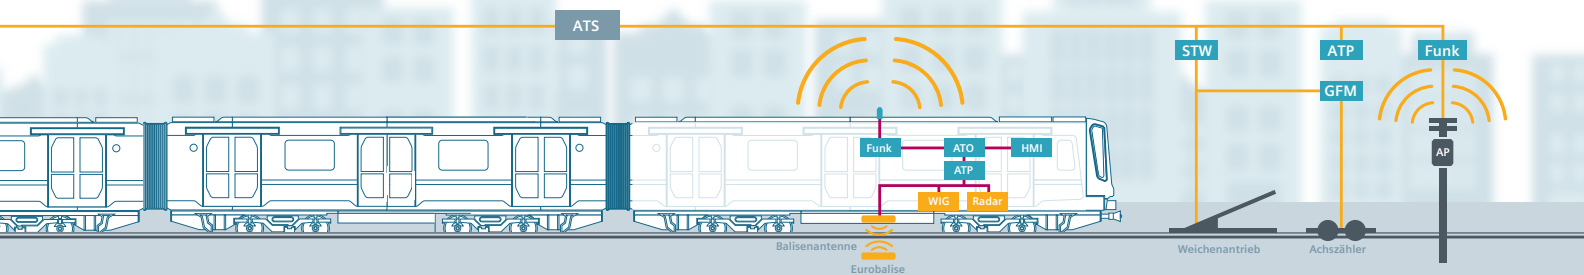 ATS
STW
ATP
Funk
GFM
Funk
ATO
HMI
AP
ATP
WIG
Radar
Balisenantenne
Weichenantrieb
Achszähler
Eurobalise